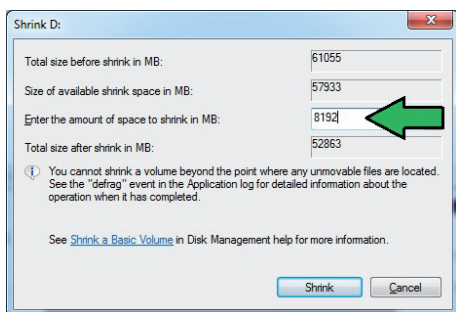 Shrink D:
Total size before shrink in MB: 61055
Size of available shrink space in MB: 57933
Enter the amount of space to shrink in MB: 8192
Total size after shrink in MB: 52863
You cannot shrink a volume beyond the point where any unmovable files are located.
See the "defrag" event in the Application log for detailed information about the
operation when it has completed.
See Shrink a Basic Volume in Disk Management help for more information.
Shrink Cancel